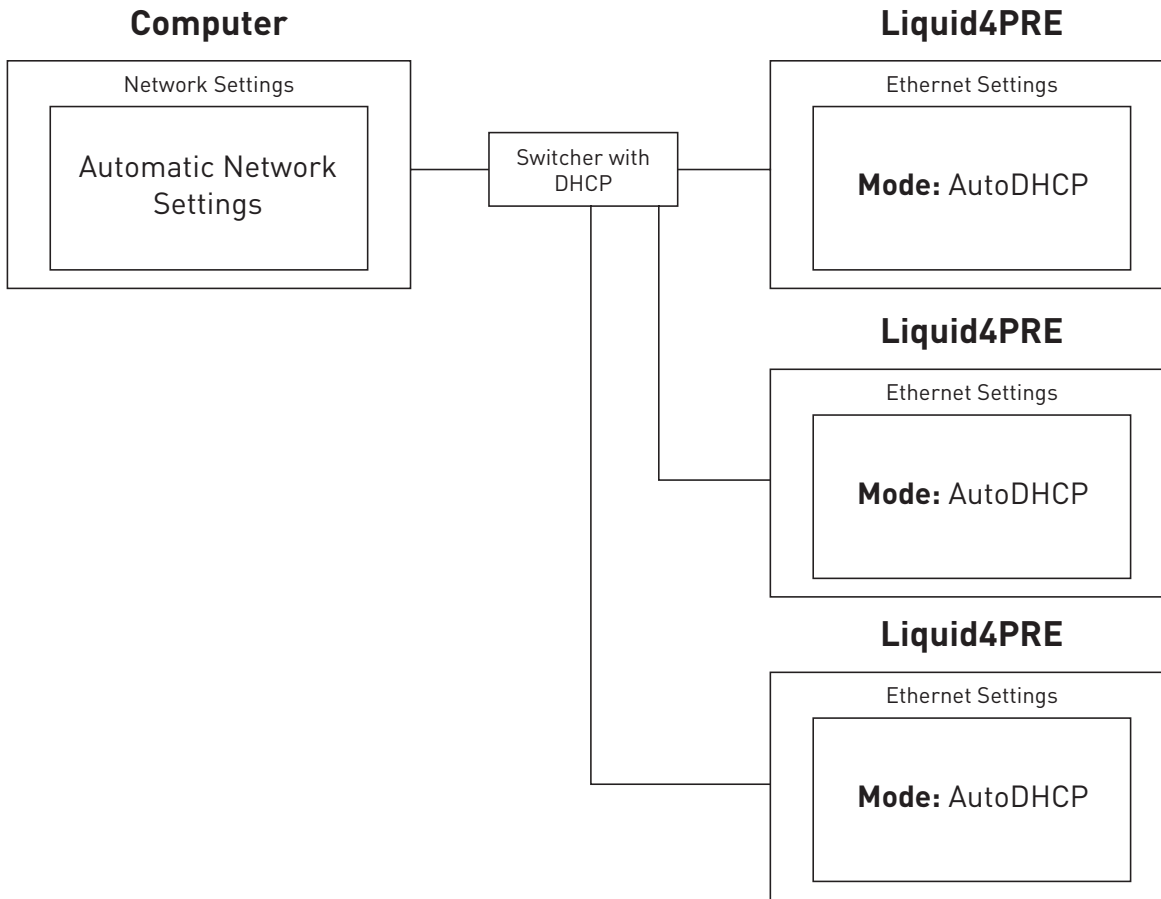 Computer
Network Settings
Automatic Network
Settings
Switcher with
DHCP
Liquid4PRE
Ethernet Settings
Mode: AutoDHCP
Liquid4PRE
Ethernet Settings
Mode: AutoDHCP
Liquid4PRE
Ethernet Settings
Mode: AutoDHCP